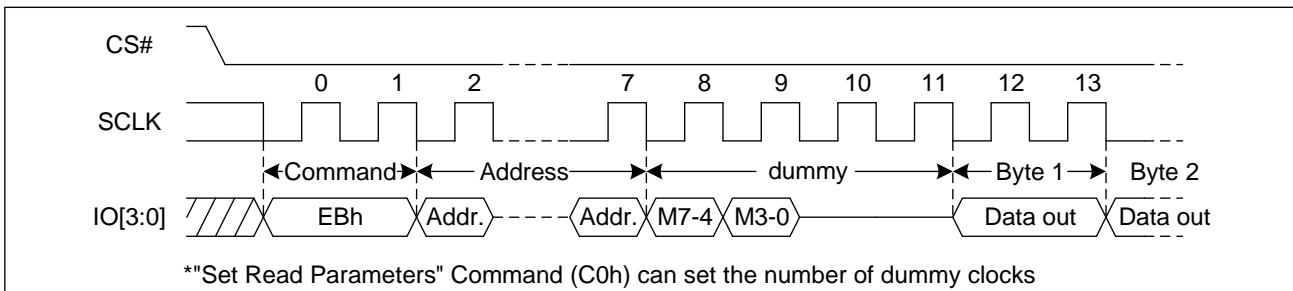 CS#
0 1 2 7 8 9 10 11 12 13
SCLK
Command Address dummy Byte 1 Byte 2
IO[3:0] EBh Addr. Addr. M7-4 M3-0 Data out Data out
*"Set Read Parameters" Command (C0h) can set the number of dummy clocks